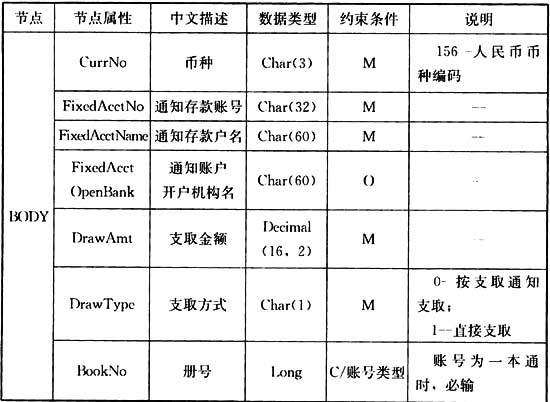 节点 节点属性 中文描述 数据类型 约束条件 说明
BODY
CurrNo 币种 Char(3) M 156 -人民币币
种编码
FixedAcctNo 通知存款账号 Char(32) M --
FixedAcctName 通知存款户名 Char(60) M --
FixedAcct
OpenBank 通知账户
开户机构名 Char(60) O -
DrawAmt 支取金额 Decimal
(16，2) M --
DrawType 支取方式 Char(1) M 0- 按支取通知
支取；
1--直接支取
BookNo 册号 Long C/账号类型 账号为一本通
时，必输